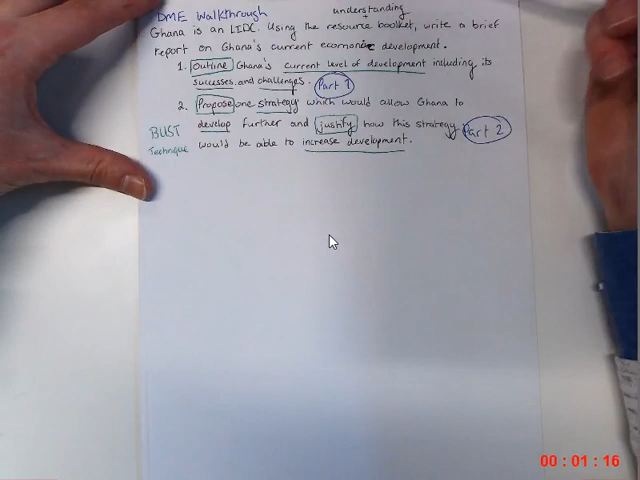 DME Walkthrough
understanding
+
Ghana is an LIDC. Using the resource booklet, write a brief
report on Ghana's current economic development.
1. Outline Ghana's current level of development including its
successes and challenges. Part 1
2. Propose one strategy which would allow Ghana to
develop further and justify how this strategy Part 2
would be able to increase development.
BUST
Technique
00:01:16